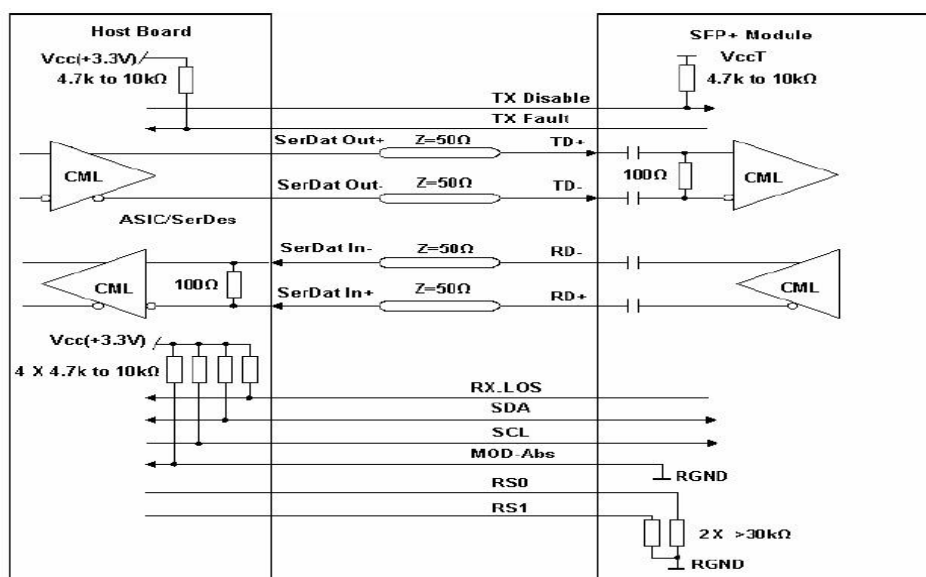 Host Board
SFP+ Module
Vcc(+3.3V)
4.7k to 10kΩ
VccT
4.7k to 10kΩ
TX Disable
TX Fault
SerDat Out+
Z=50Ω
TD+
CML
100Ω
CML
SerDat Out-
Z=50Ω
TD-
ASIC/SerDes
SerDat In-
Z=50Ω
RD-
CML
100Ω
CML
SerDat In+
Z=50Ω
RD+
Vcc(+3.3V)
4 X 4.7k to 10kΩ
RX-LOS
SDA
SCL
MOD-Abs
RGND
RS0
RS1
2X >30kΩ
RGND